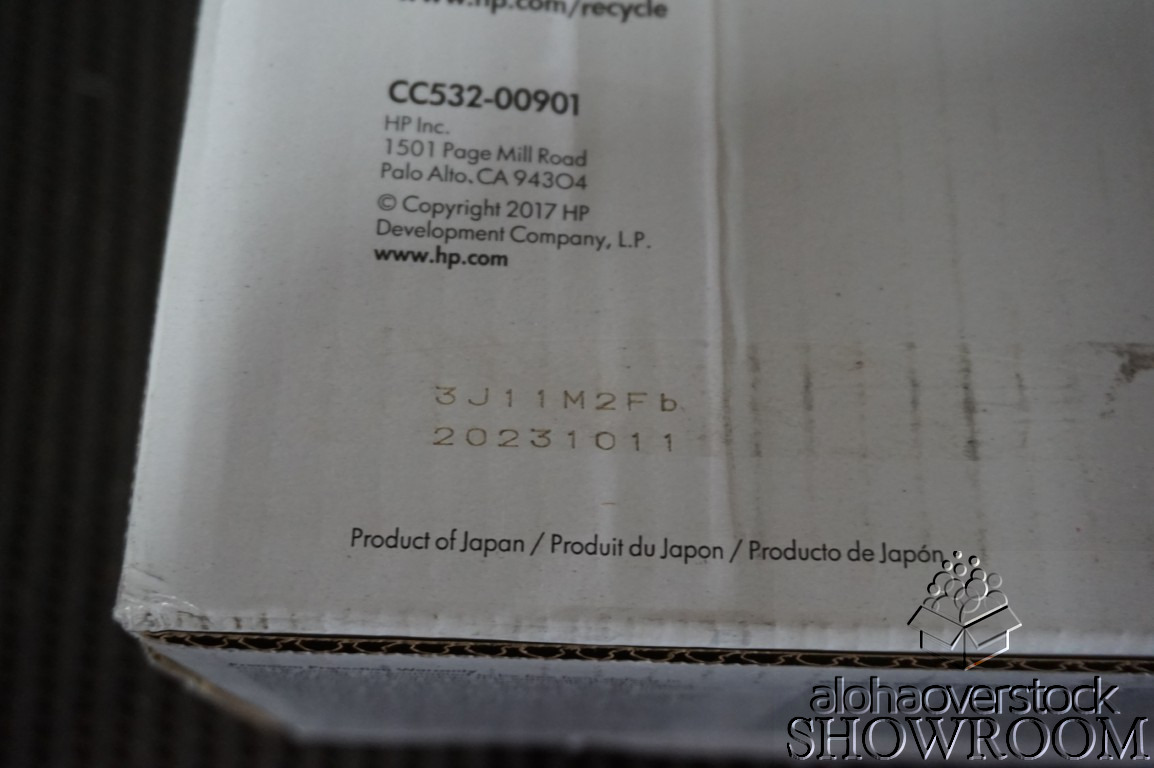 www.hp.com/recycle
CC532-00901
HP Inc.
1501 Page Mill Road
Palo Alto, CA 94304
© Copyright 2017 HP
Development Company, L.P.
www.hp.com
3J11M2Fb
20231011
Product of Japan / Produit du Japon / Producto de Japón
alohaoverstock
SHOWROOM